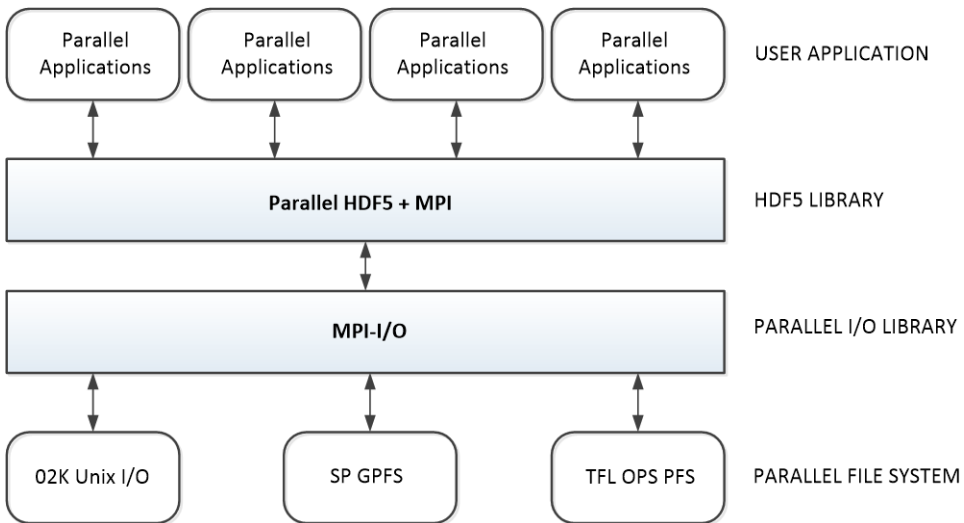 Parallel
Applications
Parallel
Applications
Parallel
Applications
Parallel
Applications
USER APPLICATION
Parallel HDF5 + MPI
HDF5 LIBRARY
MPI-I/O
PARALLEL I/O LIBRARY
02K Unix I/O
SP GPFS
TFL OPS PFS
PARALLEL FILE SYSTEM